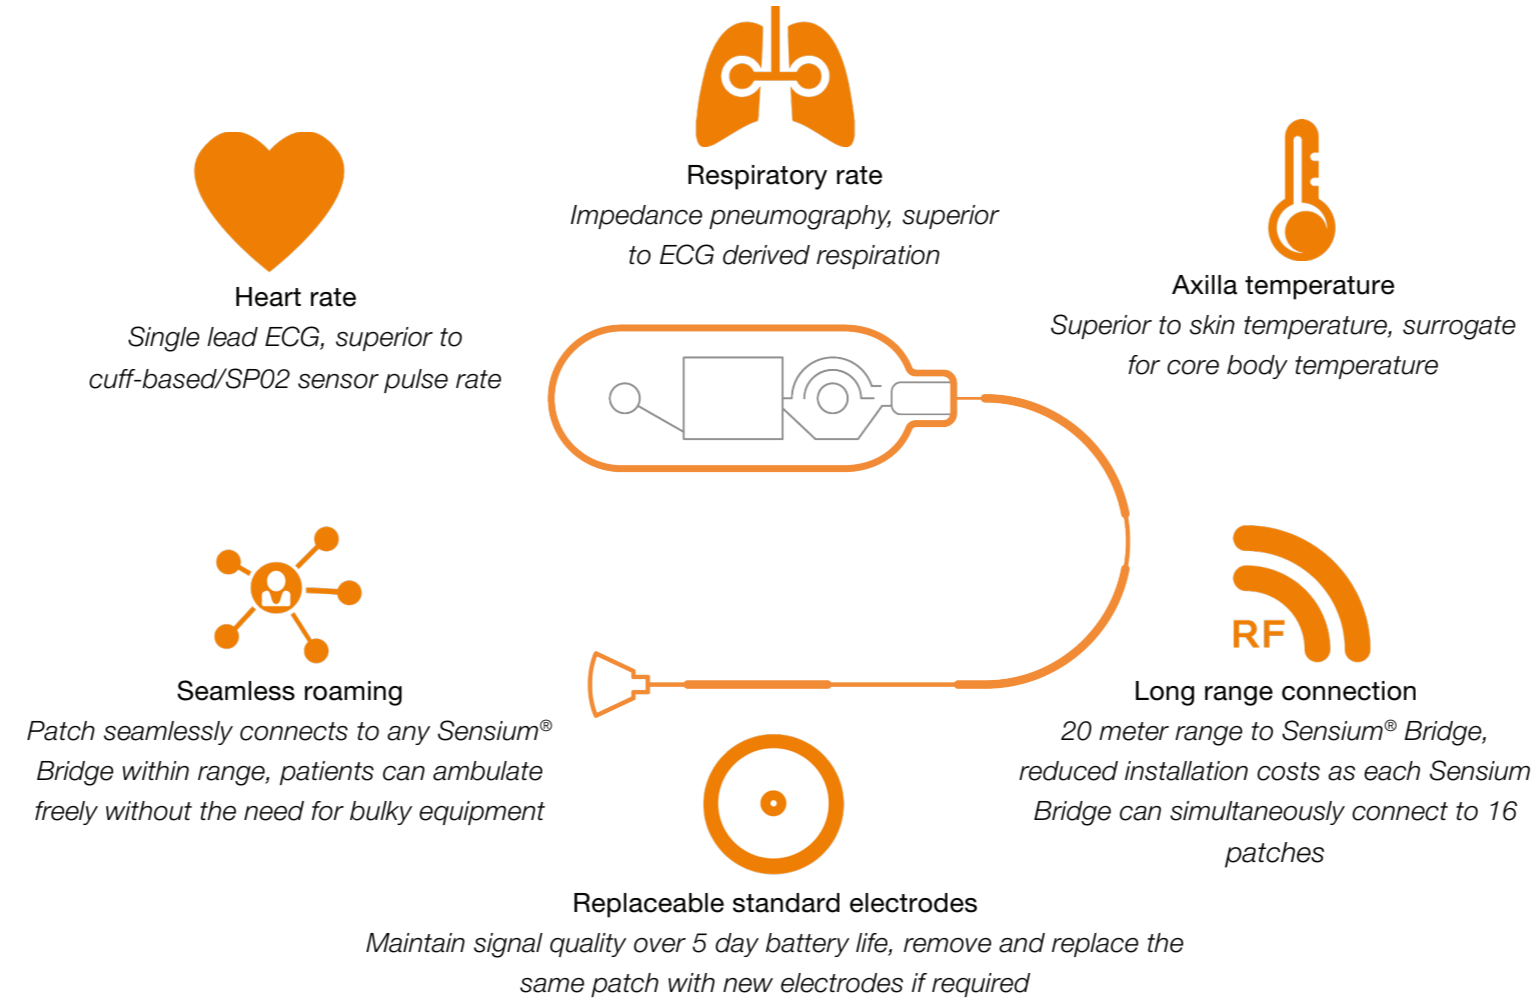 Respiratory rate
Impedance pneumography, superior
to ECG derived respiration
Heart rate
Single lead ECG, superior to
cuff-based/SP02 sensor pulse rate
Axilla temperature
Superior to skin temperature, surrogate
for core body temperature
Seamless roaming
Patch seamlessly connects to any Sensium®
Bridge within range, patients can ambulate
freely without the need for bulky equipment
RF
Long range connection
20 meter range to Sensium® Bridge,
reduced installation costs as each Sensium
Bridge can simultaneously connect to 16
patches
Replaceable standard electrodes
Maintain signal quality over 5 day battery life, remove and replace the
same patch with new electrodes if required